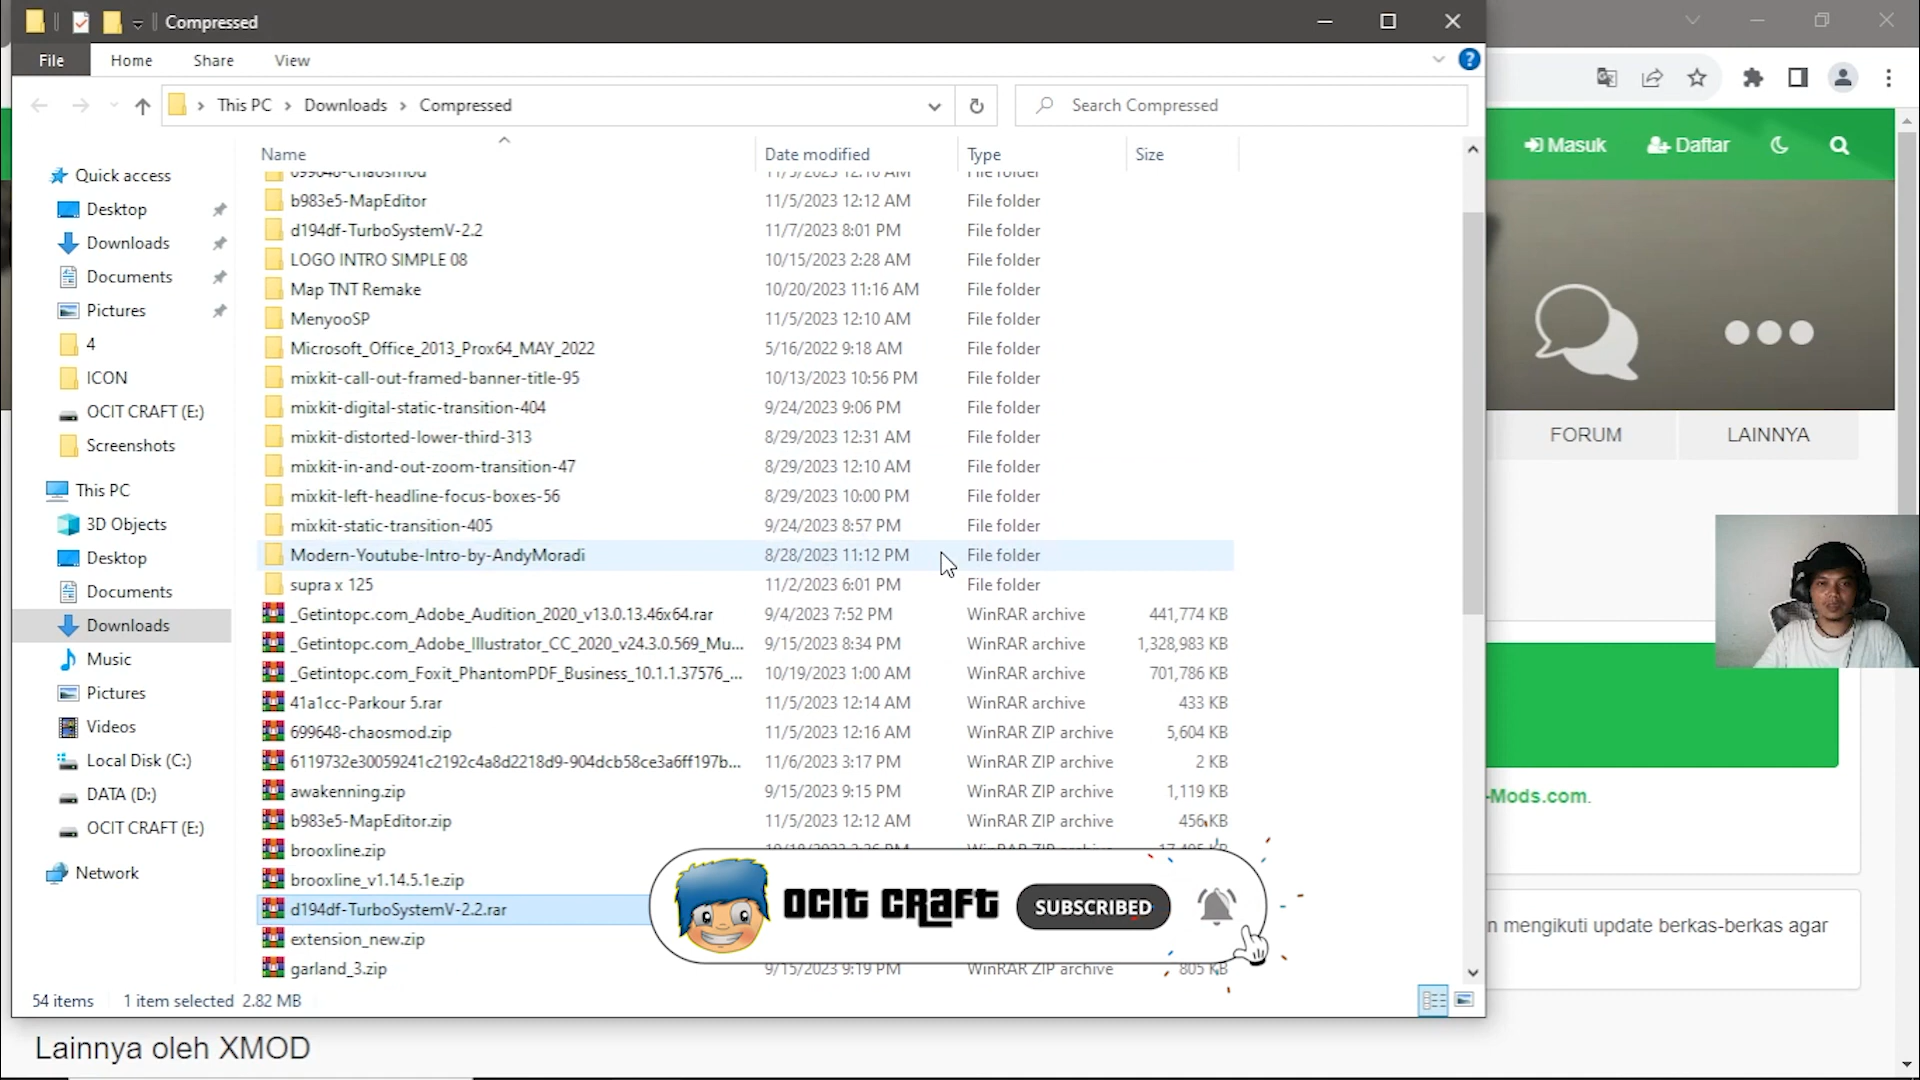 Compressed
File
Home
Share
View
This PC
Downloads
Compressed
Search Compressed
Masuk
Daftar
Name
Date modified
Type
Size
Quick access
Desktop
Downloads
Documents
Pictures
4
ICON
OCIT CRAFT (E:)
Screenshots
This PC
3D Objects
Desktop
Documents
Downloads
Music
Pictures
Videos
Local Disk (C:)
DATA (D:)
OCIT CRAFT (E:)
Network
699648-chaosmod 11/5/2023 12:16 AM File folder
b983e5-MapEditor 11/5/2023 12:12 AM File folder
d194df-TurboSystemV-2.2 11/7/2023 8:01 PM File folder
LOGO INTRO SIMPLE 08 10/15/2023 2:28 AM File folder
Map TNT Remake 10/20/2023 11:16 AM File folder
MenyooSP 11/5/2023 12:10 AM File folder
Microsoft_Office_2013_Prox64_MAY_2022 5/16/2022 9:18 AM File folder
mixkit-call-out-framed-banner-title-95 10/13/2023 10:56 PM File folder
mixkit-digital-static-transition-404 9/24/2023 9:06 PM File folder
mixkit-distorted-lower-third-313 8/29/2023 12:31 AM File folder
mixkit-in-and-out-zoom-transition-47 8/29/2023 12:10 AM File folder
mixkit-left-headline-focus-boxes-56 8/29/2023 10:00 PM File folder
mixkit-static-transition-405 9/24/2023 8:57 PM File folder
Modern-Youtube-Intro-by-AndyMoradi 8/28/2023 11:12 PM File folder
supra x 125 11/2/2023 6:01 PM File folder
_Getintopc.com_Adobe_Audition_2020_v13.0.13.46x64.rar 9/4/2023 7:52 PM WinRAR archive 441,774 KB
_Getintopc.com_Adobe_Illustrator_CC_2020_v24.3.0.569_Mu... 9/15/2023 8:34 PM WinRAR archive 1,328,983 KB
_Getintopc.com_Foxit_PhantomPDF_Business_10.1.1.37576_... 10/19/2023 1:00 AM WinRAR archive 701,786 KB
41a1cc-Parkour 5.rar 11/5/2023 12:14 AM WinRAR archive 433 KB
699648-chaosmod.zip 11/5/2023 12:16 AM WinRAR ZIP archive 5,604 KB
6119732e30059241c2192c4a8d2218d9-904dcb58ce3a6ff197b... 11/6/2023 3:17 PM WinRAR ZIP archive 2 KB
awakenning.zip 9/15/2023 9:15 PM WinRAR ZIP archive 1,119 KB
b983e5-MapEditor.zip 11/5/2023 12:12 AM WinRAR ZIP archive 456 KB
brooxline.zip WinRAR ZIP archive
brooxline_v1.14.5.1e.zip
d194df-TurboSystemV-2.2.rar
extension_new.zip
garland_3.zip 9/15/2023 9:19 PM WinRAR ZIP archive 805 KB
OCIT CRAFT
SUBSCRIBED
54 items
1 item selected 2.82 MB
FORUM
LAINNYA
-Mods.com.
n mengikuti update berkas-berkas agar
Lainnya oleh XMOD